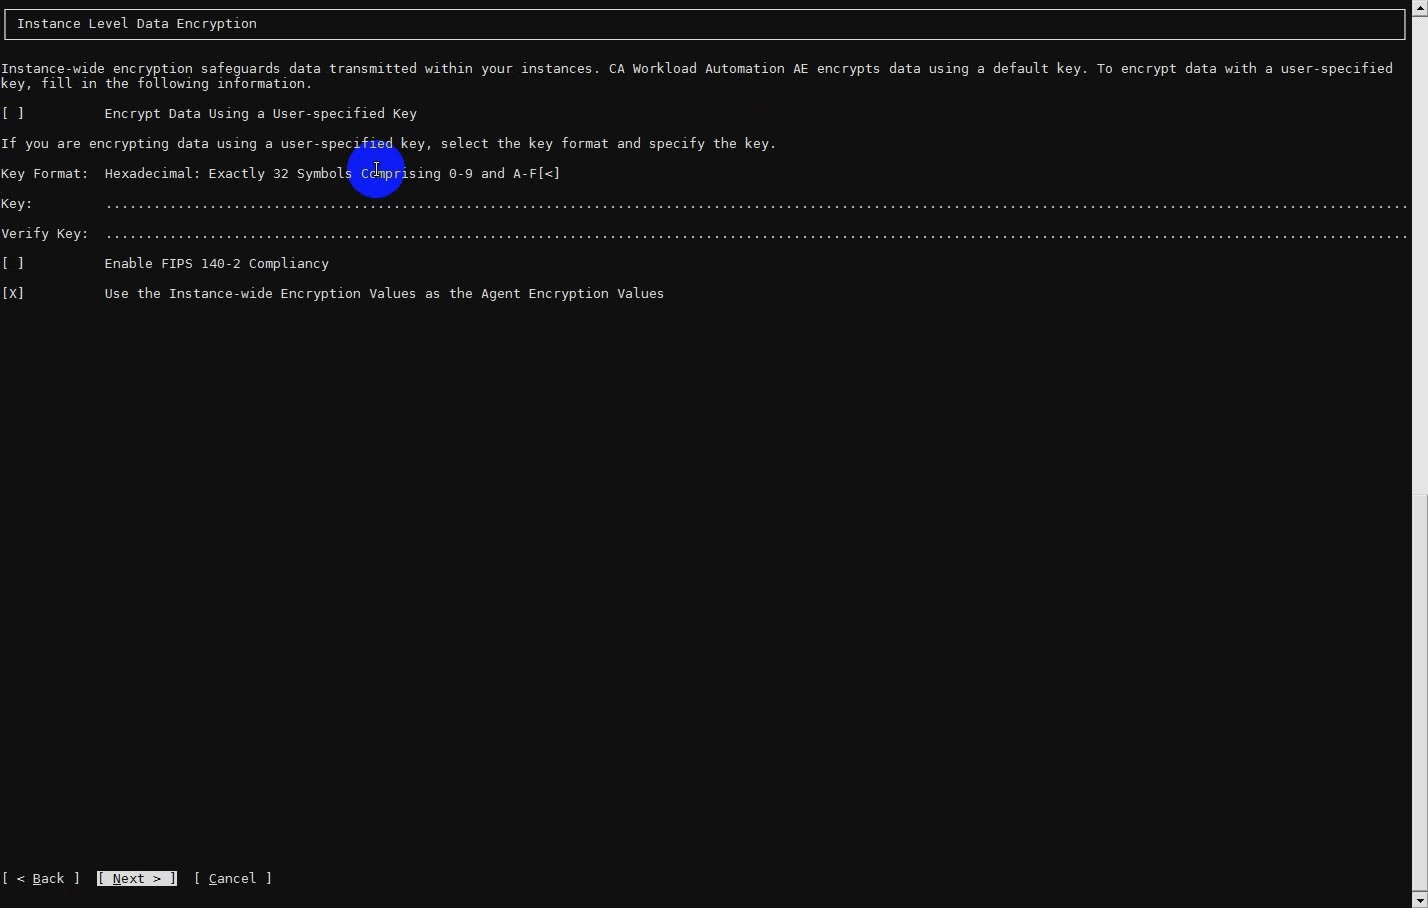 Instance Level Data Encryption
Instance-wide encryption safeguards data transmitted within your instances. CA Workload Automation AE encrypts data using a default key. To encrypt data with a user-specified
key, fill in the following information.
[ ] Encrypt Data Using a User-specified Key
If you are encrypting data using a user-specified key, select the key format and specify the key.
Key Format: Hexadecimal: Exactly 32 Symbols Comprising 0-9 and A-F[<]
Key: ...................................................................................................................................................................
Verify Key: ...................................................................................................................................................................
[ ] Enable FIPS 140-2 Compliancy
[X] Use the Instance-wide Encryption Values as the Agent Encryption Values
[ < Back ] [ Next > ] [ Cancel ]